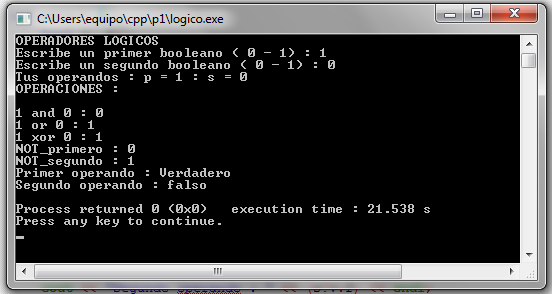 C:\Users\equipo\cpp\p1\logico.exe
OPERADORES LOGICOS
Escribe un primer booleano ( 0 - 1) : 1
Escribe un segundo booleano ( 0 - 1) : 0
Tus operandos : p = 1 : s = 0
OPERACIONES :
1 and 0 : 0
1 or 0 : 1
1 xor 0 : 1
NOT_primero : 0
NOT_segundo : 1
Primer operando : Verdadero
Segundo operando : falso
Process returned 0 (0x0)   execution time : 21.538 s
Press any key to continue.